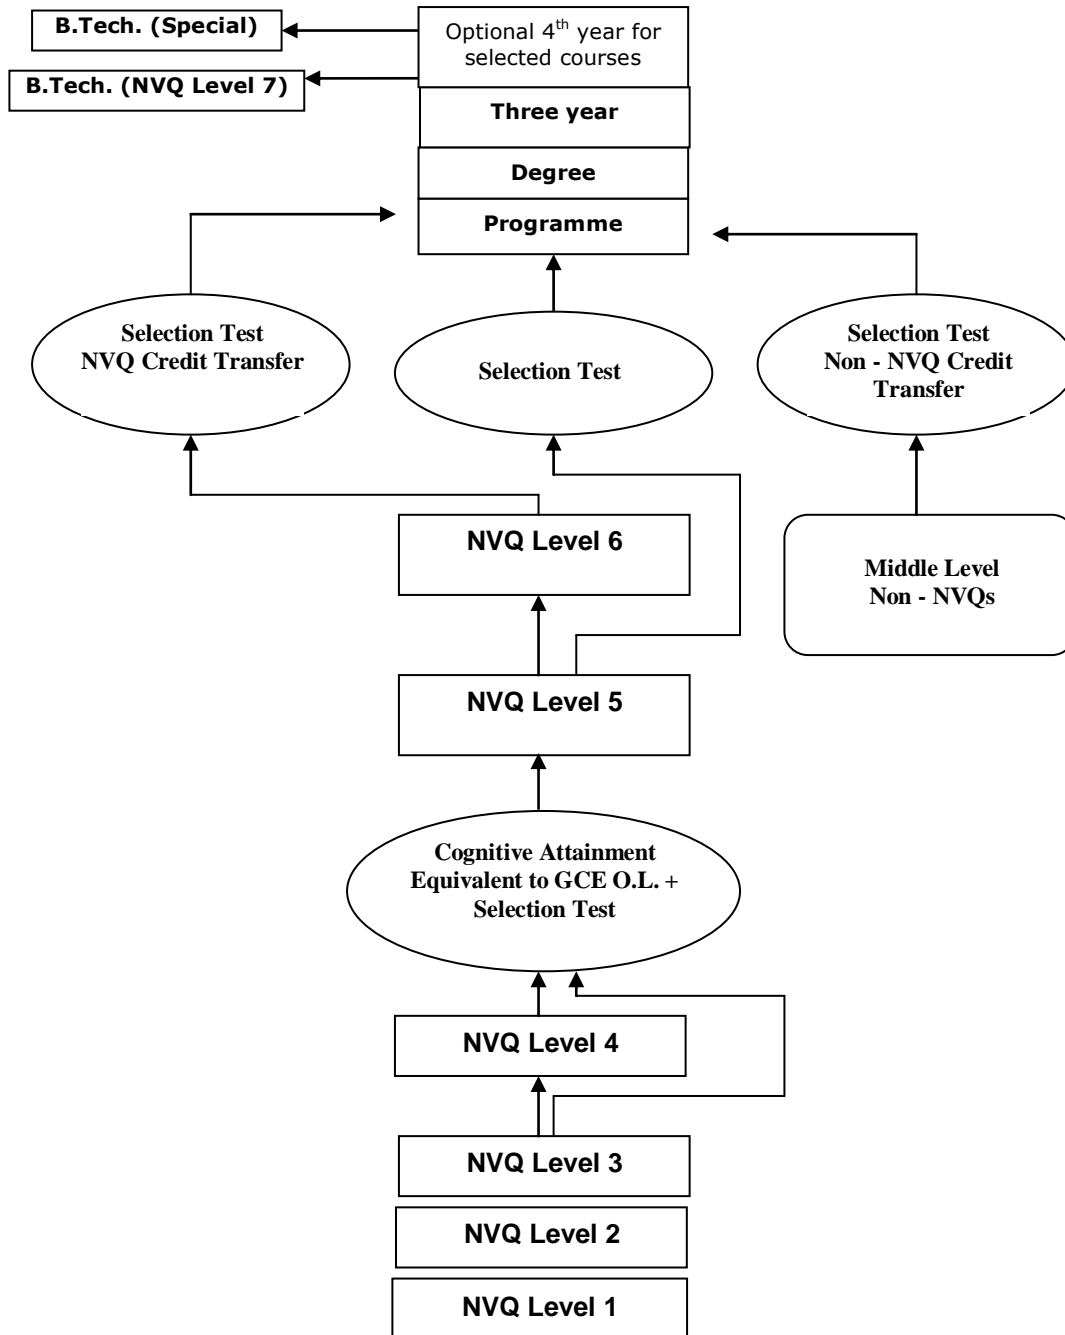 B.Tech. (Special)
Optional 4th year for
selected courses
B.Tech. (NVQ Level 7)
Three year
Degree
Programme
Selection Test
NVQ Credit Transfer
Selection Test
Selection Test
Non - NVQ Credit
Transfer
NVQ Level 6
Middle Level
Non - NVQs
NVQ Level 5
Cognitive Attainment
Equivalent to GCE O.L. +
Selection Test
NVQ Level 4
NVQ Level 3
NVQ Level 2
NVQ Level 1